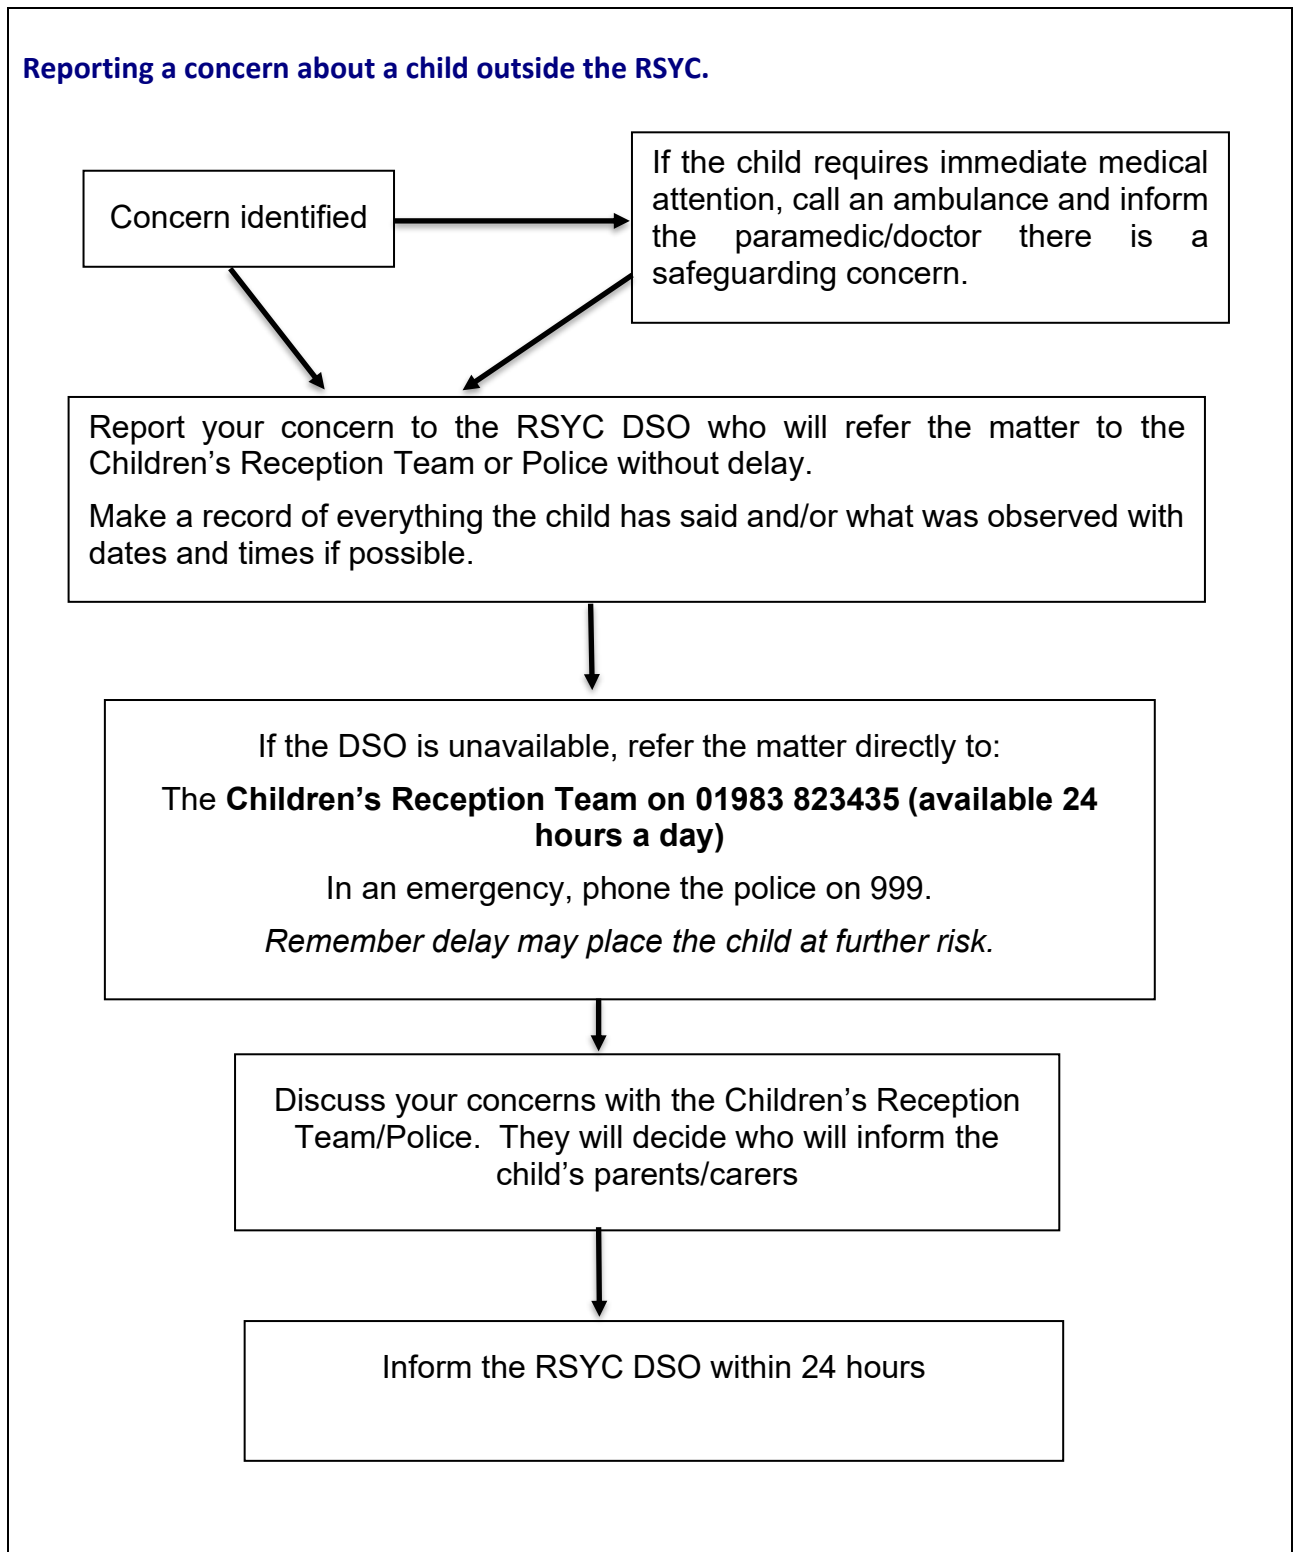 Reporting a concern about a child outside the RSYC.
Concern identified
If the child requires immediate medical
attention, call an ambulance and inform
the paramedic/doctor there is a
safeguarding concern.
Report your concern to the RSYC DSO who will refer the matter to the
Children’s Reception Team or Police without delay.
Make a record of everything the child has said and/or what was observed with
dates and times if possible.
If the DSO is unavailable, refer the matter directly to:
The Children’s Reception Team on 01983 823435 (available 24
hours a day)
In an emergency, phone the police on 999.
Remember delay may place the child at further risk.
Discuss your concerns with the Children’s Reception
Team/Police.  They will decide who will inform the
child’s parents/carers
Inform the RSYC DSO within 24 hours